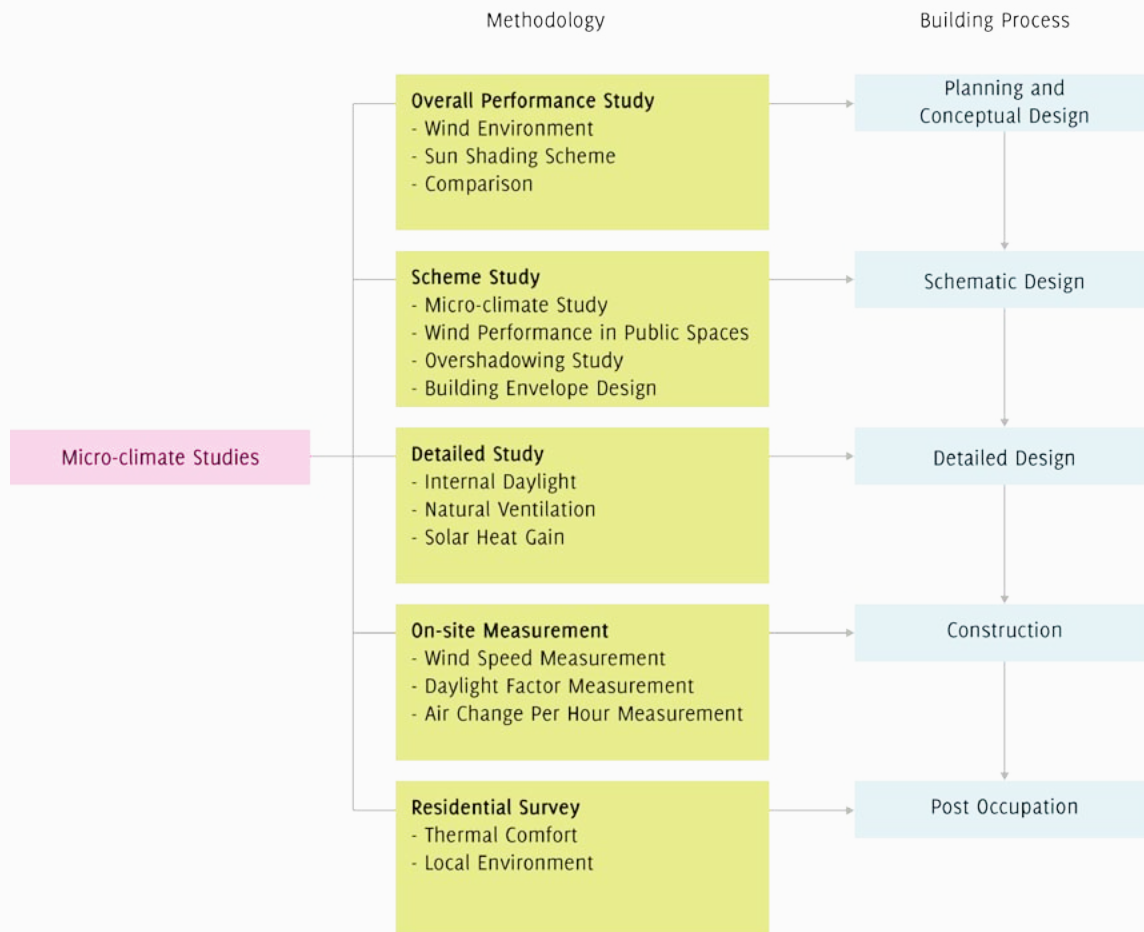 Methodology
Building Process
Overall Performance Study
- Wind Environment
- Sun Shading Scheme
- Comparison
Planning and
Conceptual Design
Scheme Study
- Micro-climate Study
- Wind Performance in Public Spaces
- Overshadowing Study
- Building Envelope Design
Schematic Design
Micro-climate Studies
Detailed Study
- Internal Daylight
- Natural Ventilation
- Solar Heat Gain
Detailed Design
On-site Measurement
- Wind Speed Measurement
- Daylight Factor Measurement
- Air Change Per Hour Measurement
Construction
Residential Survey
- Thermal Comfort
- Local Environment
Post Occupation